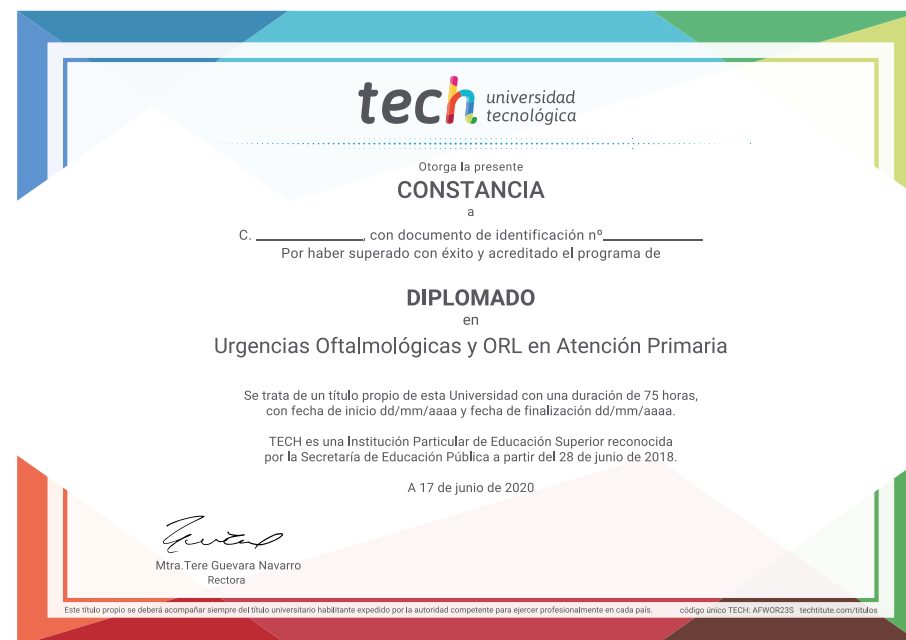 tech universidad
tecnológica
Otorga la presente
CONSTANCIA
a
C. ____________, con documento de identificación nº____________
Por haber superado con éxito y acreditado el programa de
DIPLOMADO
en
Urgencias Oftalmológicas y ORL en Atención Primaria
Se trata de un título propio de esta Universidad con una duración de 75 horas,
con fecha de inicio dd/mm/aaaa y fecha de finalización dd/mm/aaaa.
TECH es una Institución Particular de Educación Superior reconocida
por la Secretaría de Educación Pública a partir del 28 de junio de 2018.
A 17 de junio de 2020
Mtra.Tere Guevara Navarro
Rectora
Este título propio se deberá acompañar siempre del título universitario habilitante expedido por la autoridad competente para ejercer profesionalmente en cada país. código único TECH: AFWOR23S techtitute.com/titulos